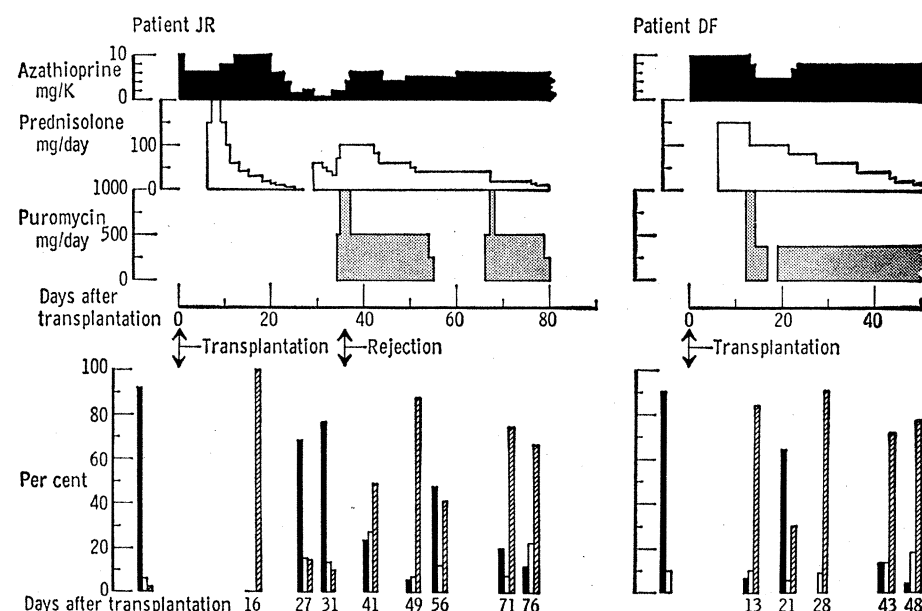 Patient JR
Patient DF
Azathioprine
mg/K
10
0
Prednisolone
mg/day
100
0
Puromycin
mg/day
1000
500
0
Days after
transplantation
0 20 40 60 80
0 20 40
Transplantation
Rejection
Transplantation
Per cent
100
80
60
40
20
0
Days after transplantation 16 27 31 41 49 56 71 76
13 21 28 43 48